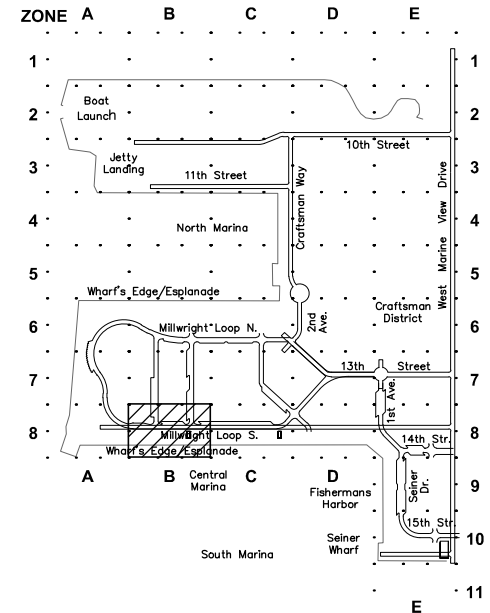 ZONE A B C D E
1 1
Boat
Launch
2 2
10th Street
Jetty
Landing
3 3
11th Street
Craftsman Way
West Marine View Drive
4 4
North Marina
5 5
Wharf's Edge/Esplanade
Craftsman
District
2nd
Ave.
6 6
Millwright Loop N.
13th Street
7 7
1st Ave.
8 8
Millwright Loop S.
14th Str.
Wharf's Edge/Esplanade
A B C D
Central
Marina
9
Seiner
Dr.
Fishermans
Harbor
15th Str.
Seiner
Wharf
10
South Marina
11
E